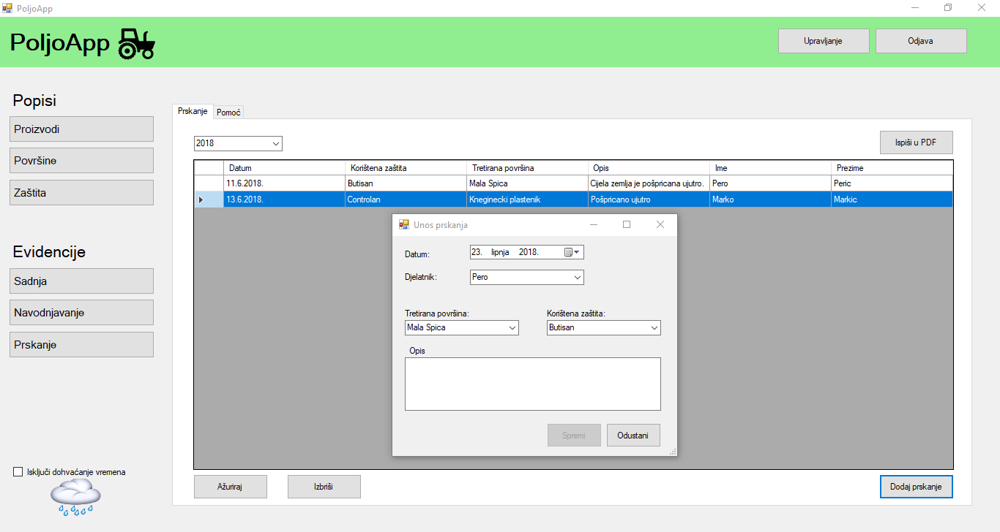 PoljoApp
PoljoApp
Upravljanje
Odjava
Popisi
Proizvodi
Površine
Zaštita
Evidencije
Sadnja
Navodnjavanje
Prskanje
Isključi dohvaćanje vremena
Prskanje Pomoć
2018
Ispiši u PDF
Datum Korištena zaštita Tretirana površina Opis Ime Prezime
11.6.2018. Butisan Mala Spica Cijela zemlja je pošpricana ujutro. Pero Peric
13.6.2018. Controlan Kneginecki plastenik Pošpricano ujutro Marko Markic
Unos prskanja
Datum: 23. lipnja 2018.
Djelatnik: Pero
Tretirana površina: Korištena zaštita:
Mala Spica Butisan
Opis
Spremi Odustani
Ažuriraj Izbriši Dodaj prskanje